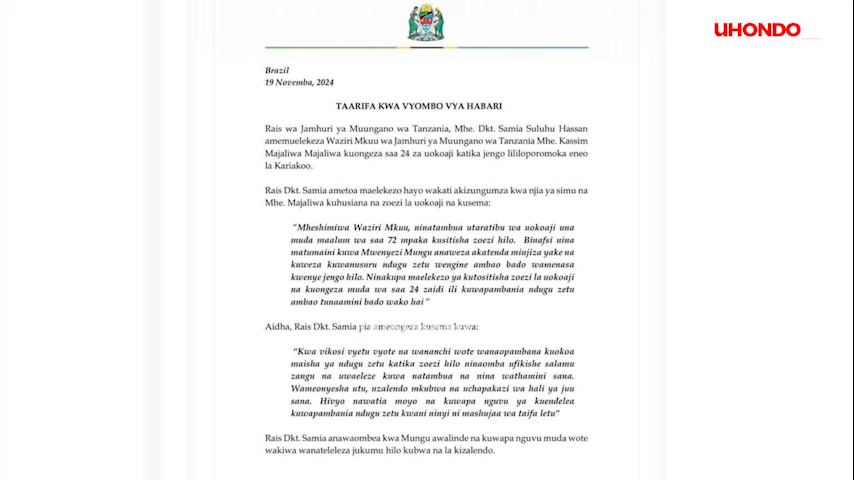 UHONDO
Brazil
19 Novemba, 2024
TAARIFA KWA VYOMBO VYA HABARI
Rais wa Jamhuri ya Muungano wa Tanzania, Mhe. Dkt. Samia Suluhu Hassan
amemuelekeza Waziri Mkuu wa Jamhuri ya Muungano wa Tanzania Mhe. Kassim
Majaliwa Majaliwa kuongeza saa 24 za uokoaji katika jengo lililoporomoka eneo
la Kariakoo.
Rais Dkt. Samia ametoa maelekezo hayo wakati akizungumza kwa njia ya simu na
Mhe. Majaliwa kuhusiana na zoezi la uokoaji na kusema:
"Mheshimiwa Waziri Mkuu, ninatambua utaratibu wa uokoaji una
muda maalum wa saa 72 mpaka kusitisha zoezi hilo. Binafsi nina
matumaini kuwa Mwenyezi Mungu anaweza akatenda miujiza yake na
kuweza kuwanusuru ndugu zetu wengine ambao bado wamenasa
kwenye jengo hilo. Ninakupa maelekezo ya kutositisha zoezi la uokoaji
na kuongeza muda wa saa 24 zaidi ili kuwapambania ndugu zetu
ambao tunaamini bado wako hai"
Aidha, Rais Dkt. Samia pia ameongeza kusema kuwa:
"Kwa vikosi vyetu vyote na wananchi wote wanaopambana kuokoa
maisha ya ndugu zetu katika zoezi hilo ninaomba ufikishe salamu
zangu na uwaeleze kuwa natambua na nina wathamini sana.
Wameonyesha utu, uzalendo mkubwa na uchapakazi wa hali ya juu
sana. Hivyo nawatia moyo na kuwapa nguvu ya kuendelea
kuwapambania ndugu zetu kwani ninyi ni mashujaa wa taifa letu"
Rais Dkt. Samia anawaombea kwa Mungu awalinde na kuwapa nguvu muda wote
wakiwa wanateleleza jukumu hilo kubwa na la kizalendo.